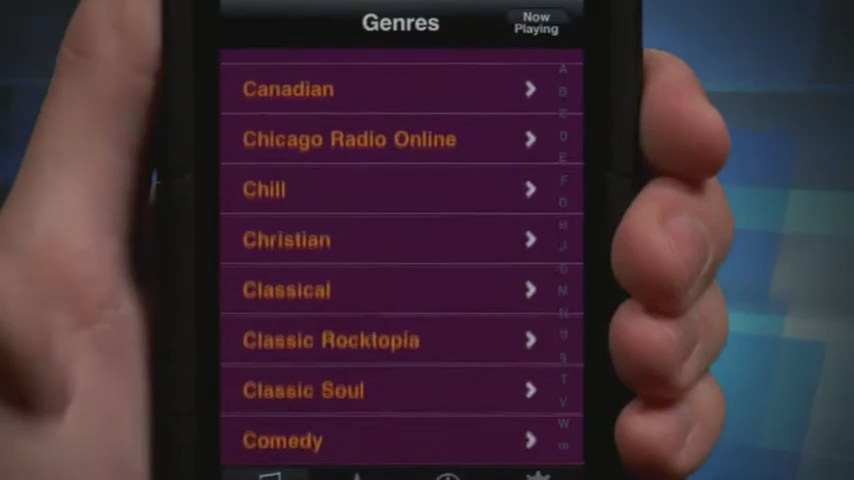 Genres
Now
Playing
Canadian
Chicago Radio Online
Chill
Christian
Classical
Classic Rocktopia
Classic Soul
Comedy
A
T
V
W